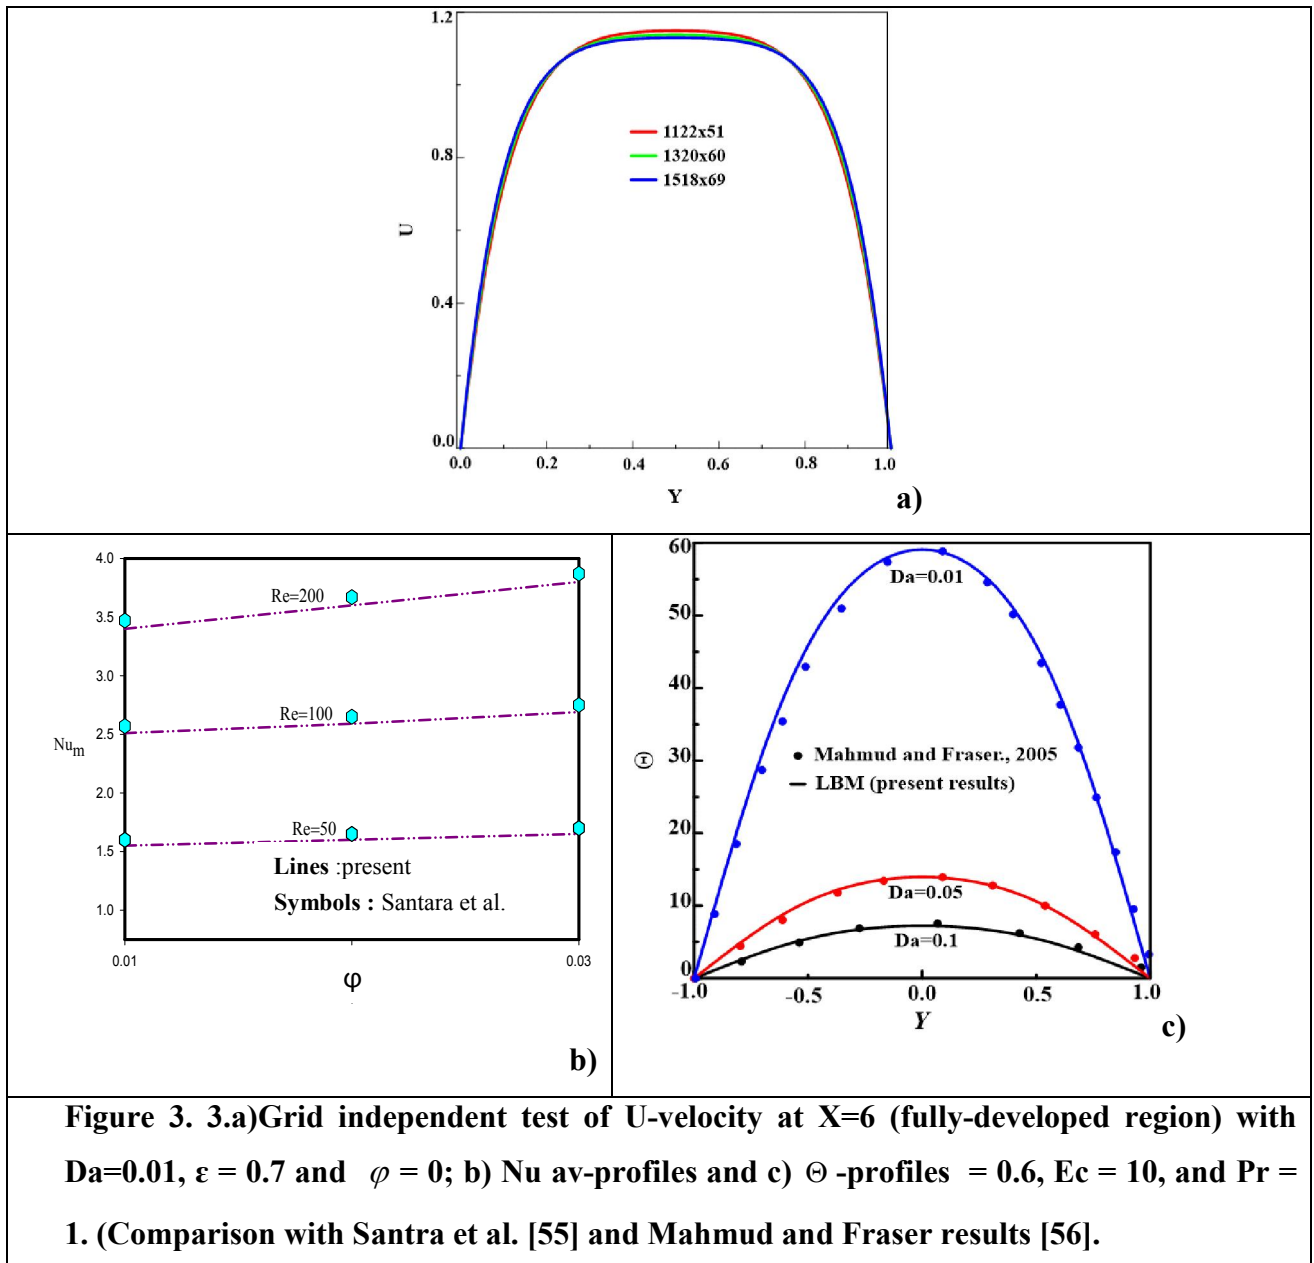 1.2
0.8
0.4
0.0
U
1122x51
1320x60
1518x69
0.0 0.2 0.4 0.6 0.8 1.0
Y
a)
4.0
3.5
3.0
2.5
2.0
1.5
1.0
Num
Re=200
Re=100
Re=50
Lines :present
Symbols : Santara et al.
0.01 0.03
φ
b)
60
50
40
30
20
10
0
Θ
Da=0.01
Mahmud and Fraser., 2005
LBM (present results)
Da=0.05
Da=0.1
-1.0 -0.5 0.0 0.5 1.0
Y
c)
Figure 3. 3.a)Grid independent test of U-velocity at X=6 (fully-developed region) with
Da=0.01, ε = 0.7 and φ = 0; b) Nu av-profiles and c) Θ -profiles = 0.6, Ec = 10, and Pr =
1. (Comparison with Santra et al. [55] and Mahmud and Fraser results [56].